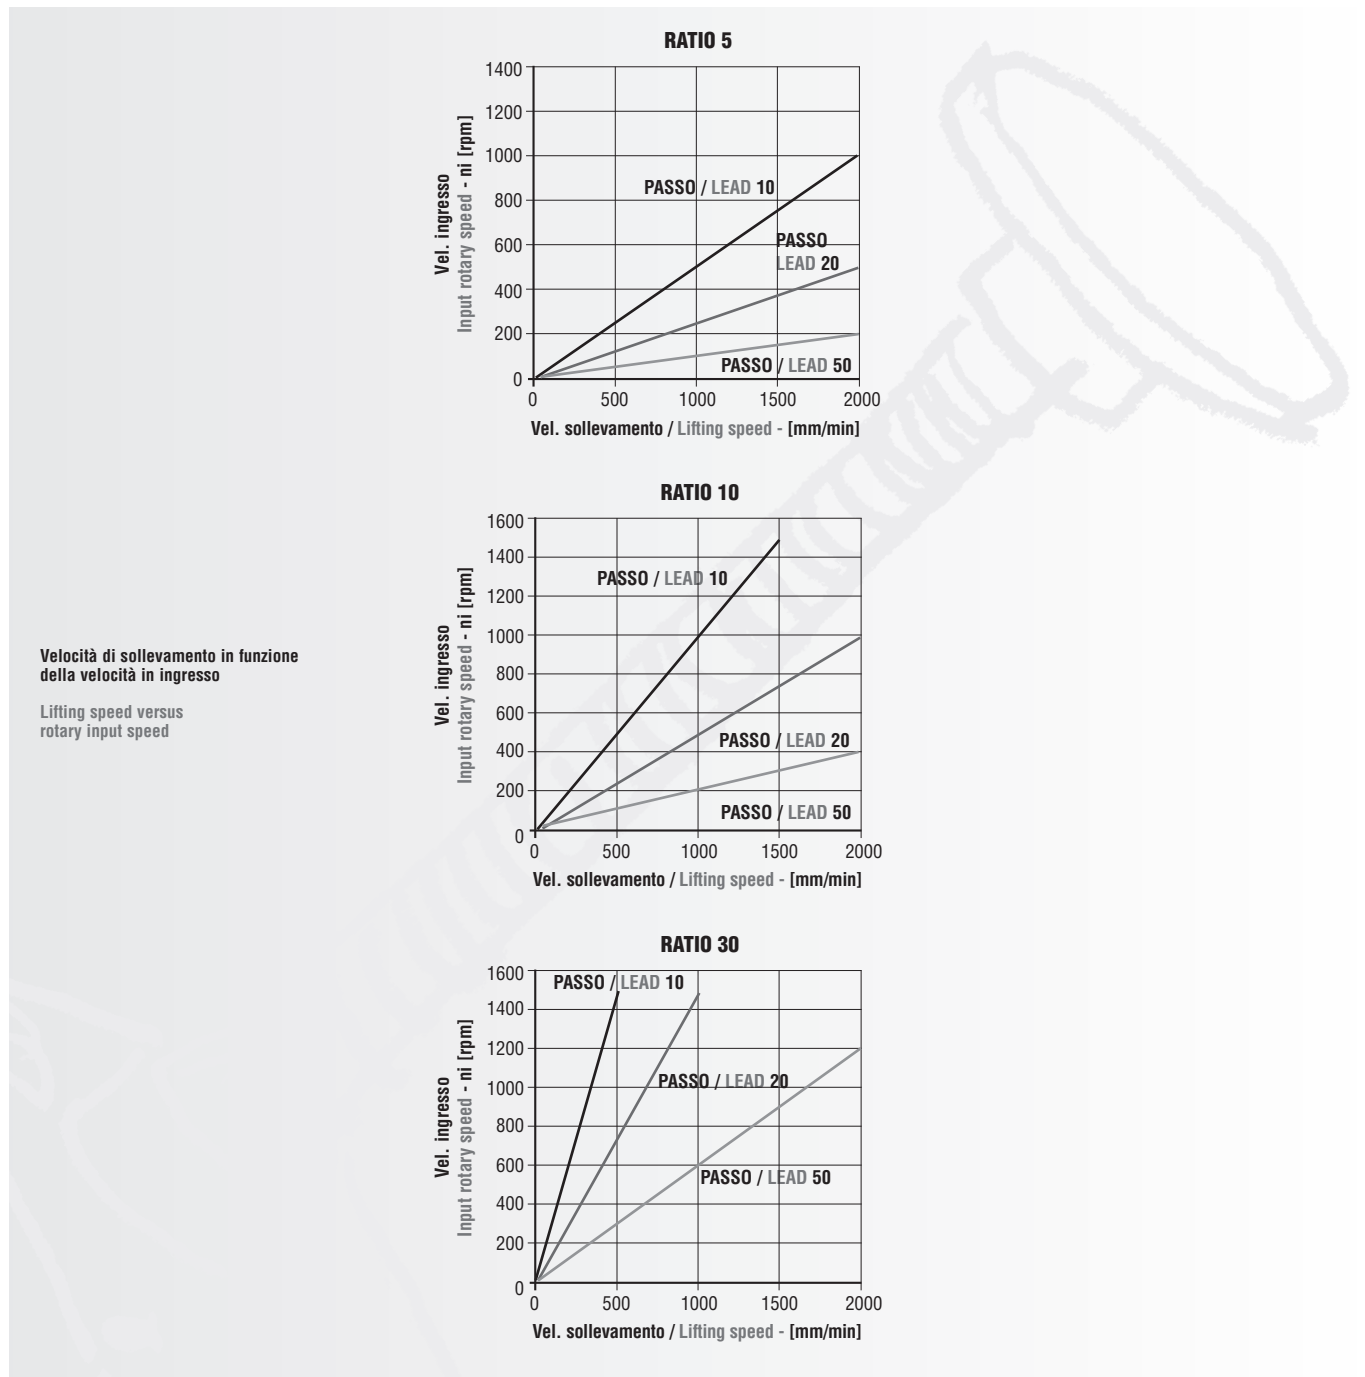 RATIO 5
1400
1200
1000
800
600
400
200
0
Vel. ingresso
Input rotary speed - ni [rpm]
PASSO / LEAD 10
PASSO
LEAD 20
PASSO / LEAD 50
0 500 1000 1500 2000
Vel. sollevamento / Lifting speed - [mm/min]
RATIO 10
1600
1400
1200
1000
800
600
400
200
0
Vel. ingresso
Input rotary speed - ni [rpm]
PASSO / LEAD 10
PASSO / LEAD 20
PASSO / LEAD 50
0 500 1000 1500 2000
Vel. sollevamento / Lifting speed - [mm/min]
Velocità di sollevamento in funzione
della velocità in ingresso
Lifting speed versus
rotary input speed
RATIO 30
1600
1400
1200
1000
800
600
400
200
0
Vel. ingresso
Input rotary speed - ni [rpm]
PASSO / LEAD 10
PASSO / LEAD 20
PASSO / LEAD 50
0 500 1000 1500 2000
Vel. sollevamento / Lifting speed - [mm/min]